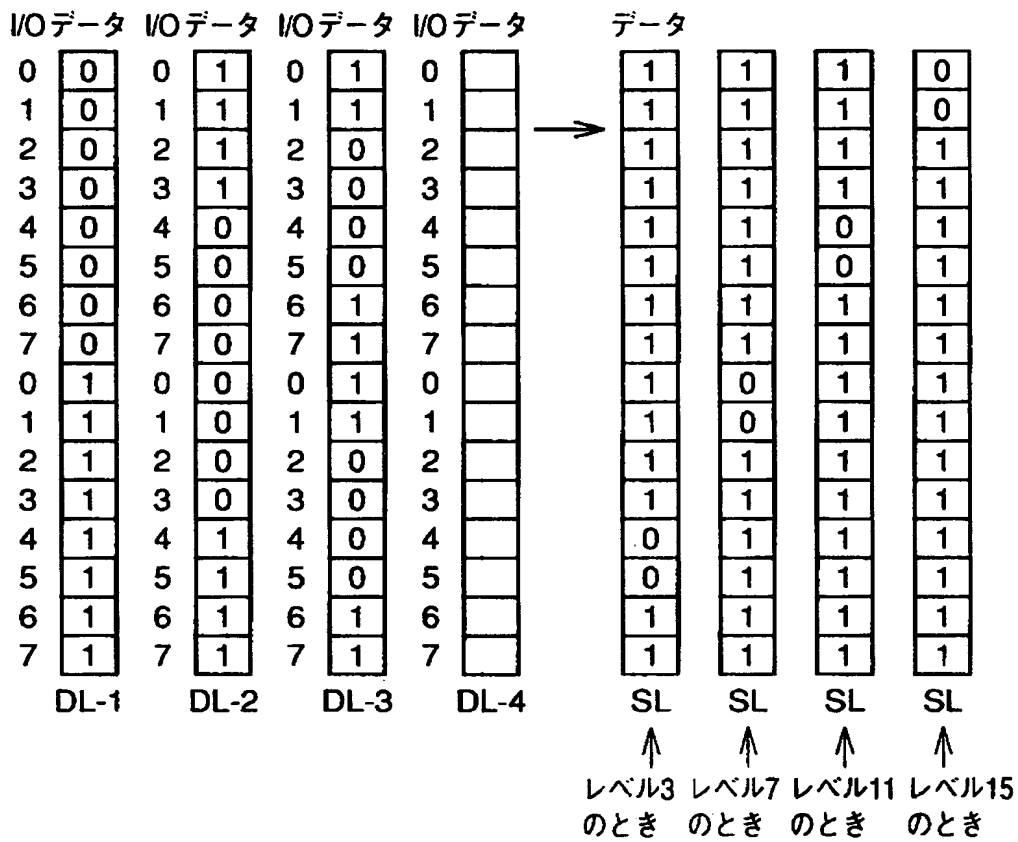 I/Oデータ I/Oデータ I/Oデータ I/Oデータ データ
0 0 0 1 0 1 0 1 1 1 0
1 0 1 1 1 1 1 1 1 1 0
2 0 2 1 2 0 2 1 1 1 1
3 0 3 1 3 0 3 1 1 1 1
4 0 4 0 4 0 4 1 1 0 1
5 0 5 0 5 0 5 1 1 0 1
6 0 6 0 6 1 6 1 1 1 1
7 0 7 0 7 1 7 1 1 1 1
0 1 0 0 0 1 0 1 0 1 1
1 1 1 0 1 1 1 1 0 1 1
2 1 2 0 2 0 2 1 1 1 1
3 1 3 0 3 0 3 1 1 1 1
4 1 4 1 4 0 4 0 1 1 1
5 1 5 1 5 0 5 0 1 1 1
6 1 6 1 6 1 6 1 1 1 1
7 1 7 1 7 1 7 1 1 1 1
DL-1 DL-2 DL-3 DL-4 SL SL SL SL
レベル3 レベル7 レベル11 レベル15
のとき のとき のとき のとき